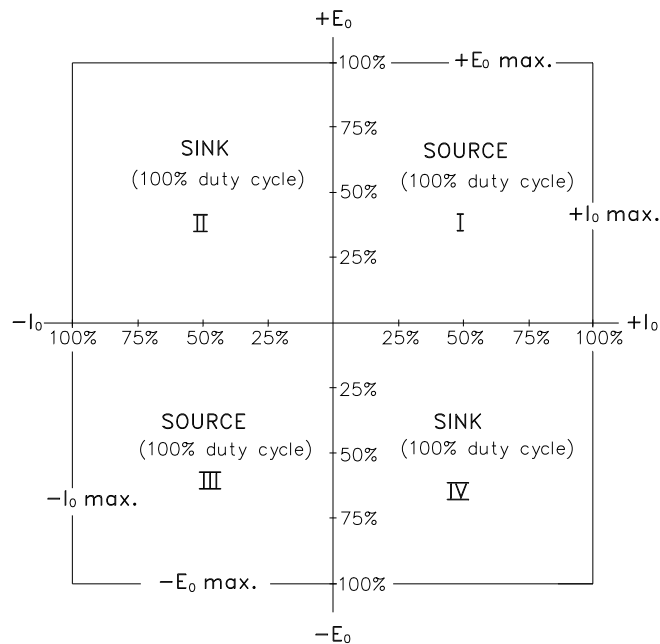 +E₀
100%
+E₀ max.
75%
SINK
SOURCE
(100% duty cycle)
(100% duty cycle)
50%
II
I
+I₀ max.
25%
−I₀
100% 75% 50% 25%
25% 50% 75% 100%
+I₀
25%
SOURCE
SINK
(100% duty cycle)
(100% duty cycle)
50%
III
IV
−I₀ max.
75%
−E₀ max.
100%
−E₀